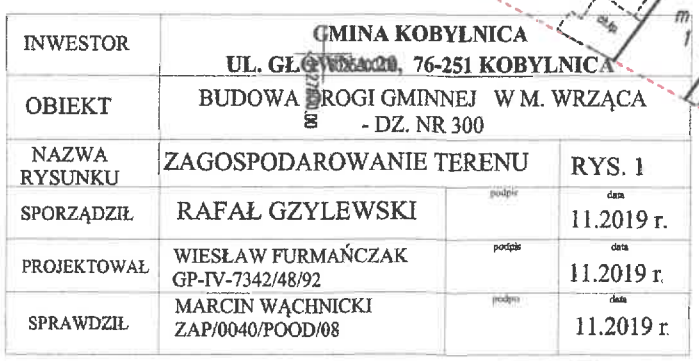 INWESTOR
GMINA KOBYLNICA
UL. GŁÓWNA 20, 76-251 KOBYLNICA
OBIEKT
BUDOWA DROGI GMINNEJ W M. WRZĄCA
- DZ. NR 300
NAZWA
RYSUNKU
ZAGOSPODAROWANIE TERENU
RYS. 1
SPORZĄDZIŁ
RAFAŁ GZYLEWSKI
podpis
data
11.2019 r.
PROJEKTOWAŁ
WIESŁAW FURMAŃCZAK
GP-IV-7342/48/92
podpis
data
11.2019 r.
SPRAWDZIŁ
MARCIN WĄCHNICKI
ZAP/0040/POOD/08
podpis
data
11.2019 r.
m
1